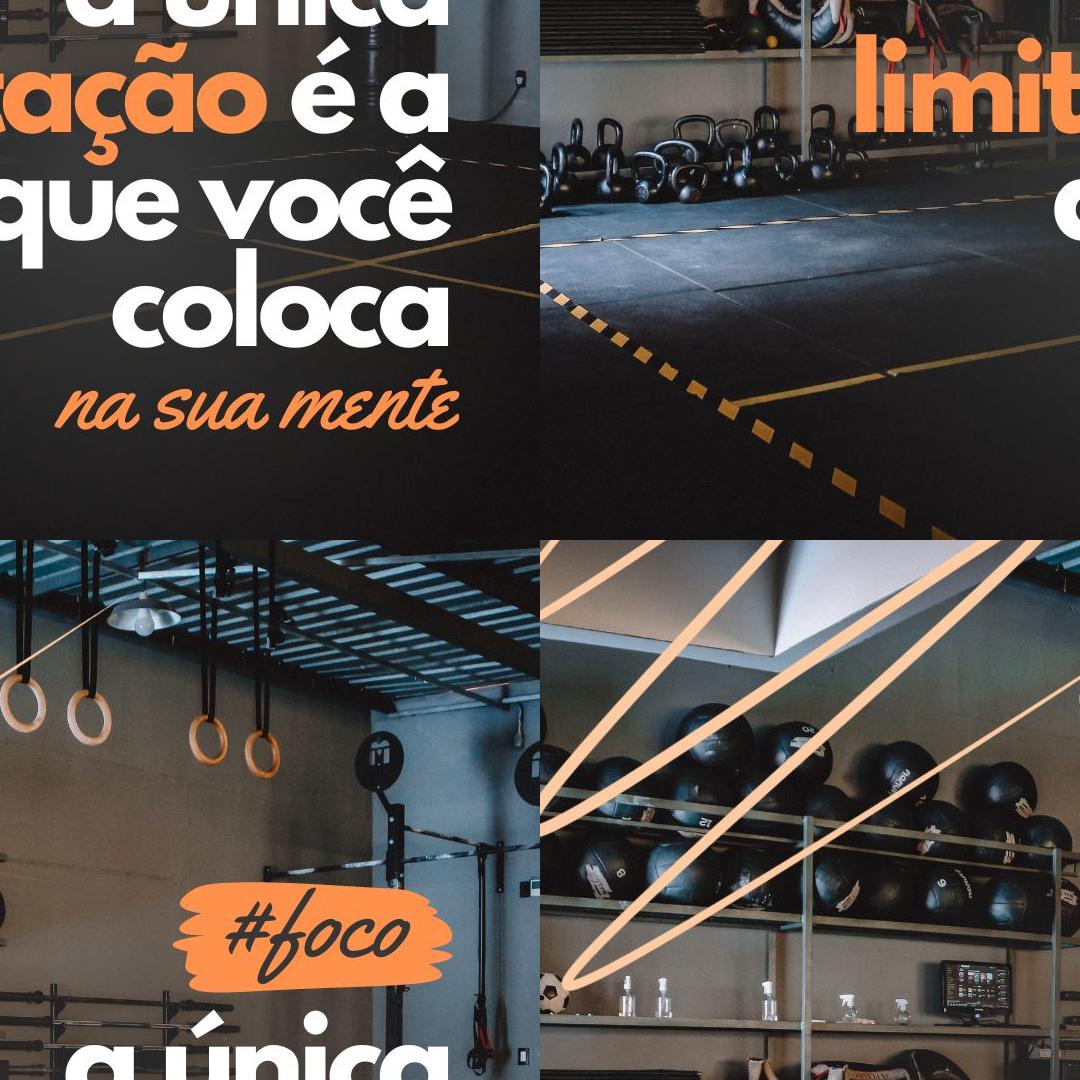 a única
tação é a
que você
coloca
na sua mente
limit
#foco
a única